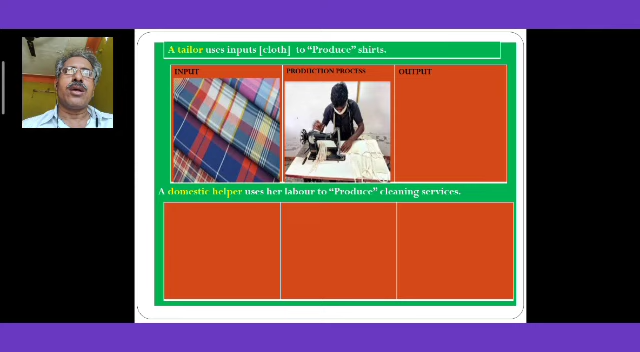 A tailor uses inputs [cloth] to “Produce” shirts.
INPUT PRODUCTION PROCESS OUTPUT
A domestic helper uses her labour to “Produce” cleaning services.